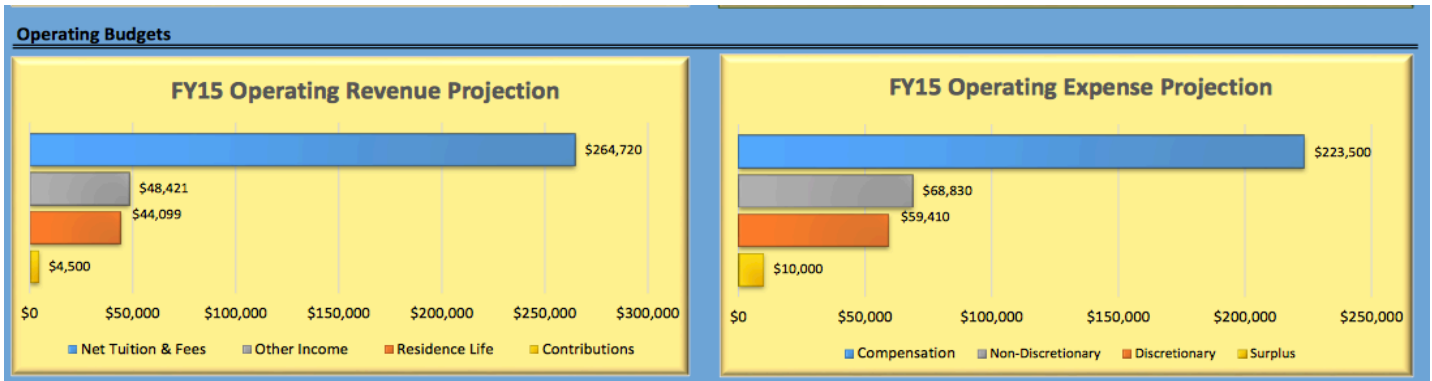 Operating Budgets
FY15 Operating Revenue Projection
$264,720
$48,421
$44,099
$4,500
$0 $50,000 $100,000 $150,000 $200,000 $250,000 $300,000
Net Tuition & Fees Other Income Residence Life Contributions
FY15 Operating Expense Projection
$223,500
$68,830
$59,410
$10,000
$0 $50,000 $100,000 $150,000 $200,000 $250,000
Compensation Non-Discretionary Discretionary Surplus